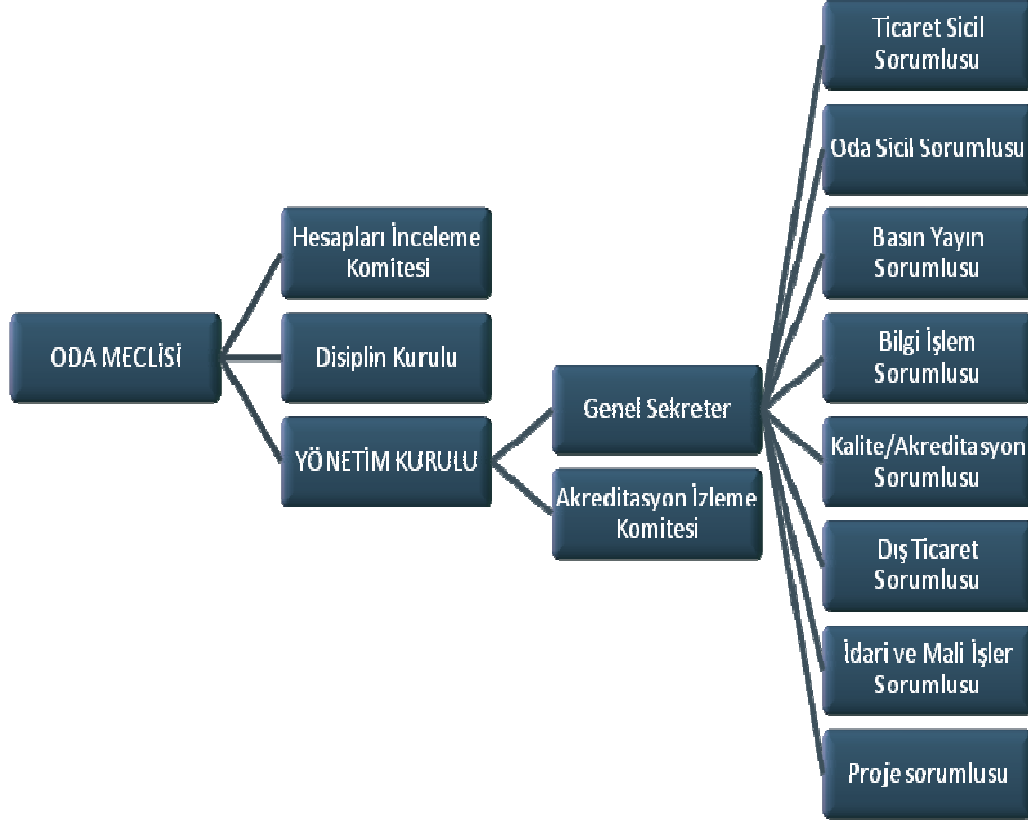 ODA MECLİSİ
Hesapları İnceleme
Komitesi
Disiplin Kurulu
YÖNETİM KURULU
Genel Sekreter
Akreditasyon İzleme
Komitesi
Ticaret Sicil
Sorumlusu
Oda Sicil Sorumlusu
Basın Yayın
Sorumlusu
Bilgi İşlem
Sorumlusu
Kalite/Akreditasyon
Sorumlusu
Dış Ticaret
Sorumlusu
İdari ve Mali İşler
Sorumlusu
Proje sorumlusu